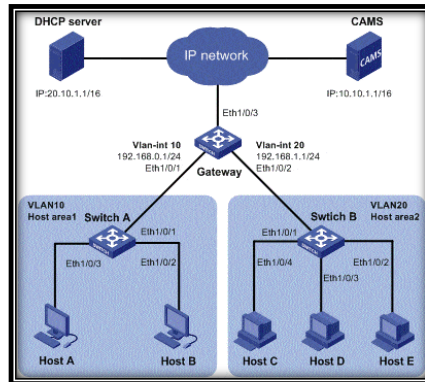 DHCP server
CAMS
IP network
CAMS
IP:20.10.1.1/16
IP:10.10.1.1/16
Eth1/0/3
Vlan-int 10
192.168.0.1/24
Eth1/0/1
Vlan-int 20
192.168.1.1/24
Eth1/0/2
Gateway
VLAN10
Host area1
Switch A
Eth1/0/1
Eth1/0/3
Eth1/0/2
Host A
Host B
VLAN20
Host area2
Swtich B
Eth1/0/1
Eth1/0/2
Eth1/0/4
Eth1/0/3
Host C
Host D
Host E